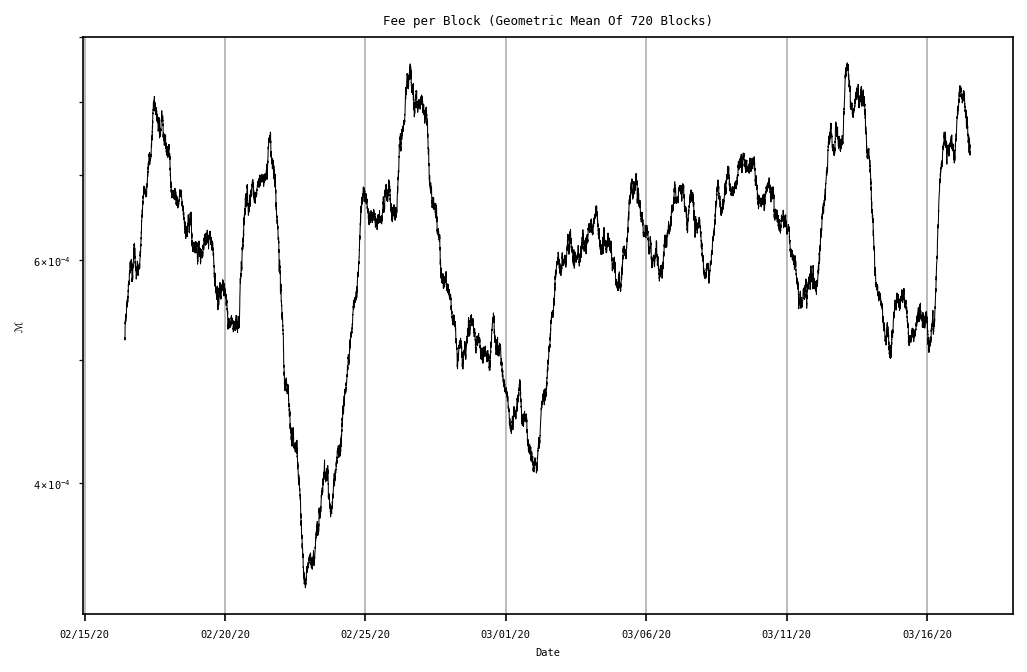 Fee per Block (Geometric Mean Of 720 Blocks)
ℳ
6×10⁻⁴
4×10⁻⁴
02/15/20 02/20/20 02/25/20 03/01/20 03/06/20 03/11/20 03/16/20
Date